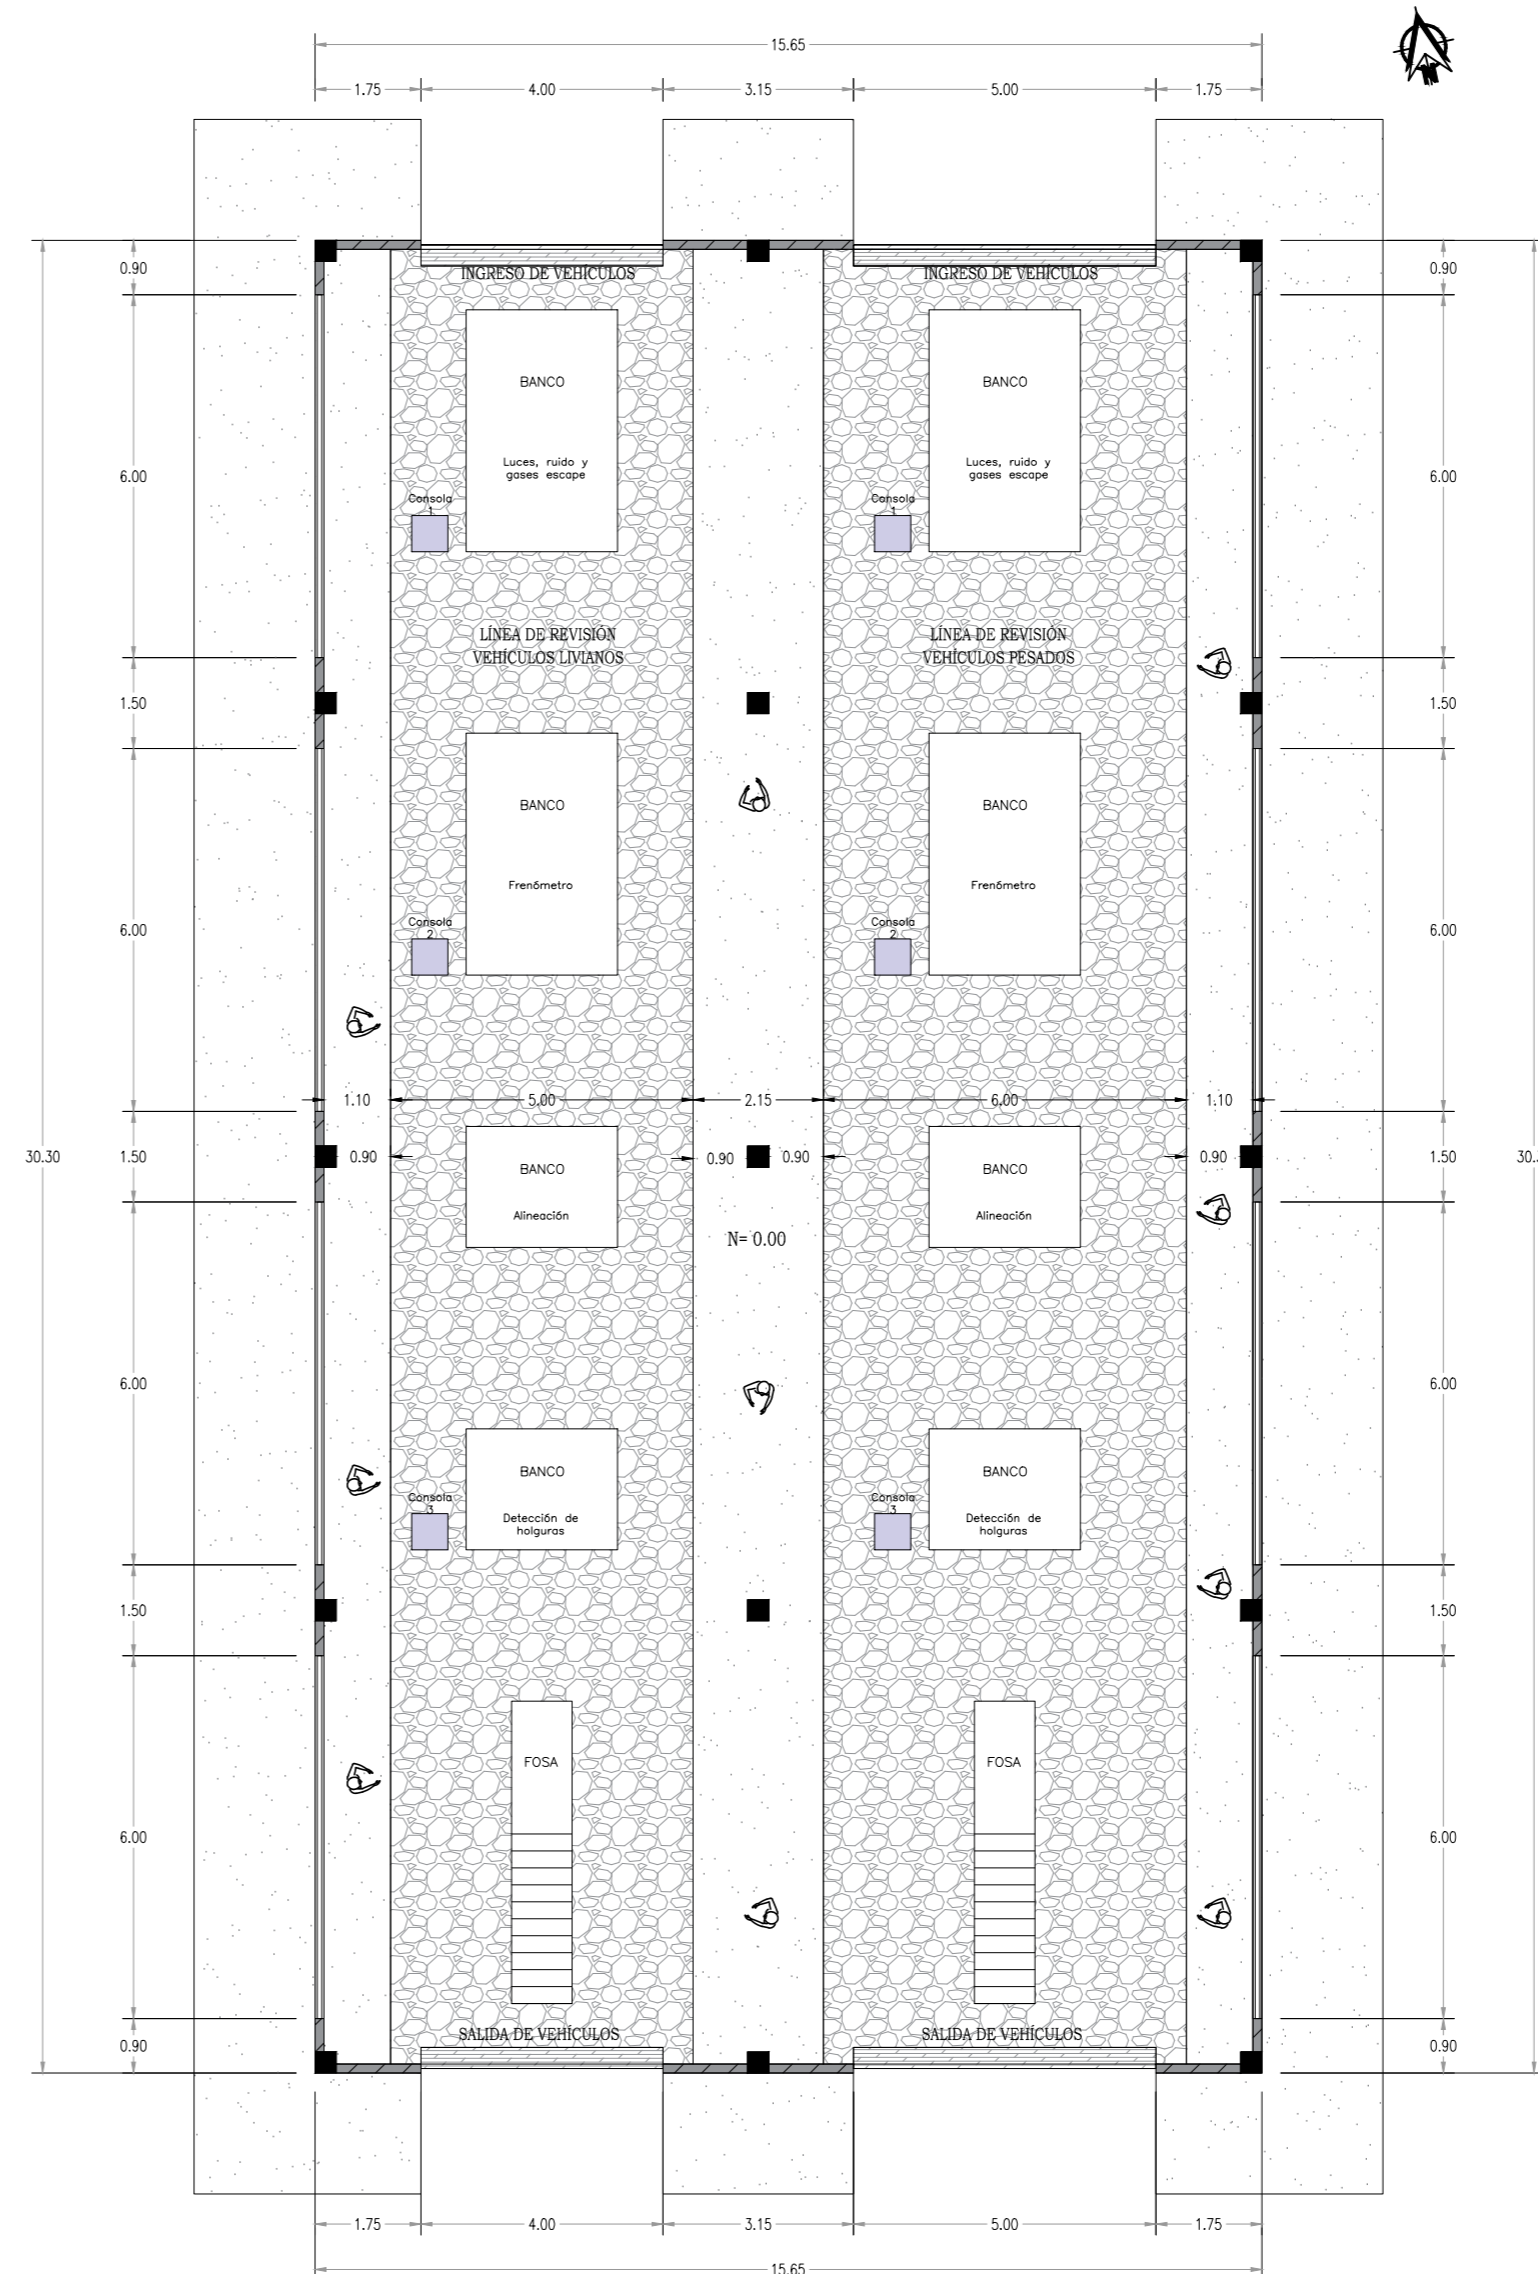 15.65
1.75 4.00 3.15 5.00 1.75
N
INGRESO DE VEHÍCULOS INGRESO DE VEHÍCULOS
0.90 0.90
BANCO BANCO
Luces, ruido y Luces, ruido y
gases escape gases escape
6.00 6.00
Consola Consola
1 1
LÍNEA DE REVISIÓN LÍNEA DE REVISIÓN
VEHÍCULOS LIVIANOS VEHÍCULOS PESADOS
1.50 1.50
BANCO BANCO
Frenómetro Frenómetro
Consola Consola
2 2
6.00 6.00
1.10 5.00 2.15 6.00 1.10
30.30 1.50 0.90 0.90 0.90 0.90 1.50 30.
BANCO BANCO
Alineación Alineación
N= 0.00
6.00 6.00
BANCO BANCO
Consola Consola
3 3
Detección de Detección de
holguras holguras
1.50 1.50
FOSA FOSA
6.00 6.00
SALIDA DE VEHÍCULOS SALIDA DE VEHÍCULOS
0.90 0.90
1.75 4.00 3.15 5.00 1.75
15.65